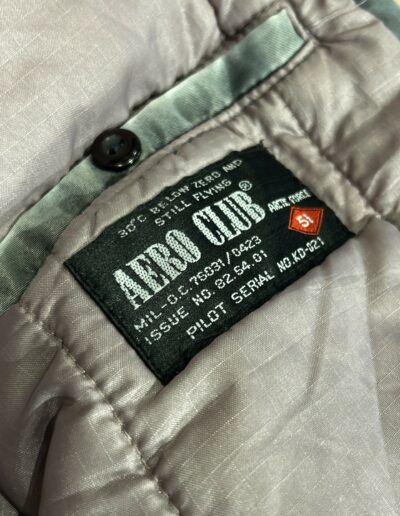 30°C BELOW ZERO AND
STILL FLYING
AERO CLUB ®
ARCTIC FORCE
51
MIL-O.C.75031/0423
ISSUE NO. 82.54.01
PILOT SERIAL NO.KD-021